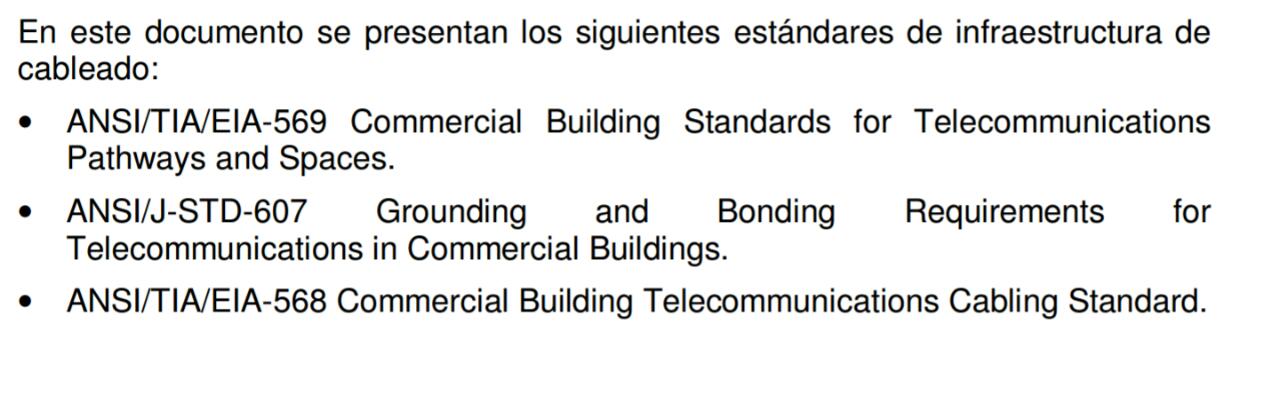 En este documento se presentan los siguientes estándares de infraestructura de
cableado:
• ANSI/TIA/EIA-569 Commercial Building Standards for Telecommunications
Pathways and Spaces.
• ANSI/J-STD-607 Grounding and Bonding Requirements for
Telecommunications in Commercial Buildings.
• ANSI/TIA/EIA-568 Commercial Building Telecommunications Cabling Standard.